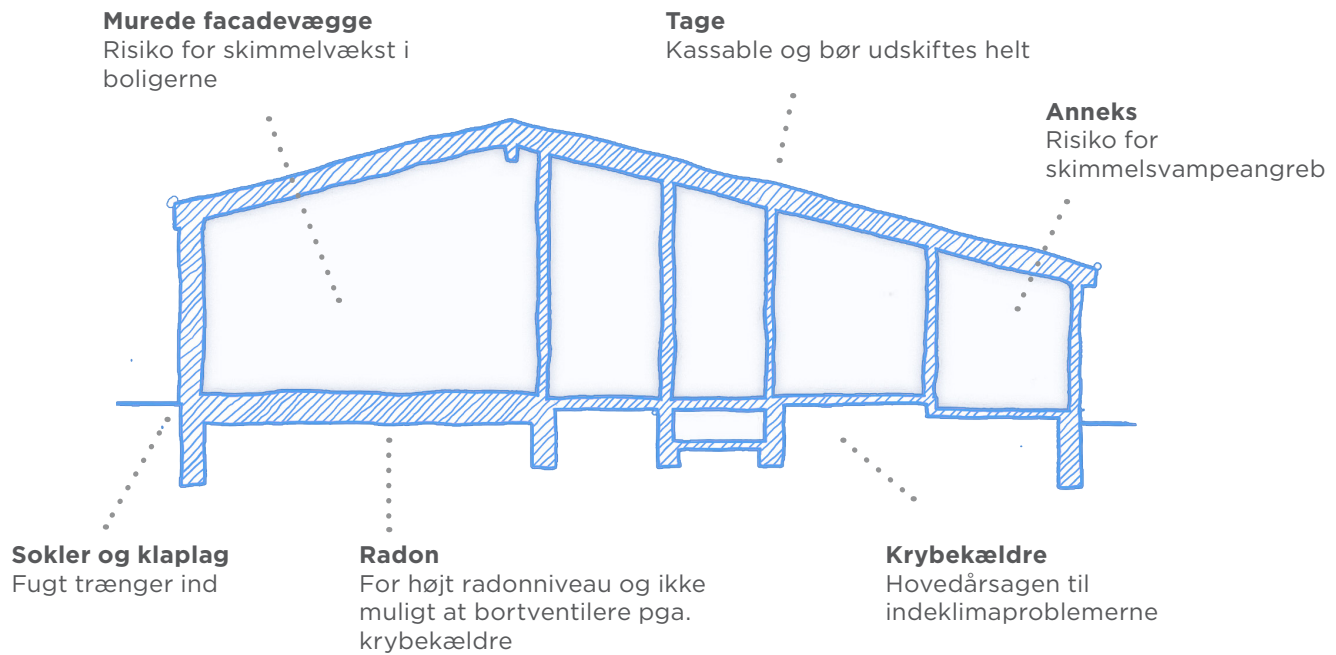 Murede facadevægge
Risiko for skimmelvækst i
boligerne
Tage
Kassable og bør udskiftes helt
Anneks
Risiko for
skimmelsvampeangreb
Sokler og klaplag
Fugt trænger ind
Radon
For højt radonniveau og ikke
muligt at bortventilere pga.
krybekældre
Krybekældre
Hovedårsagen til
indeklimaproblemerne